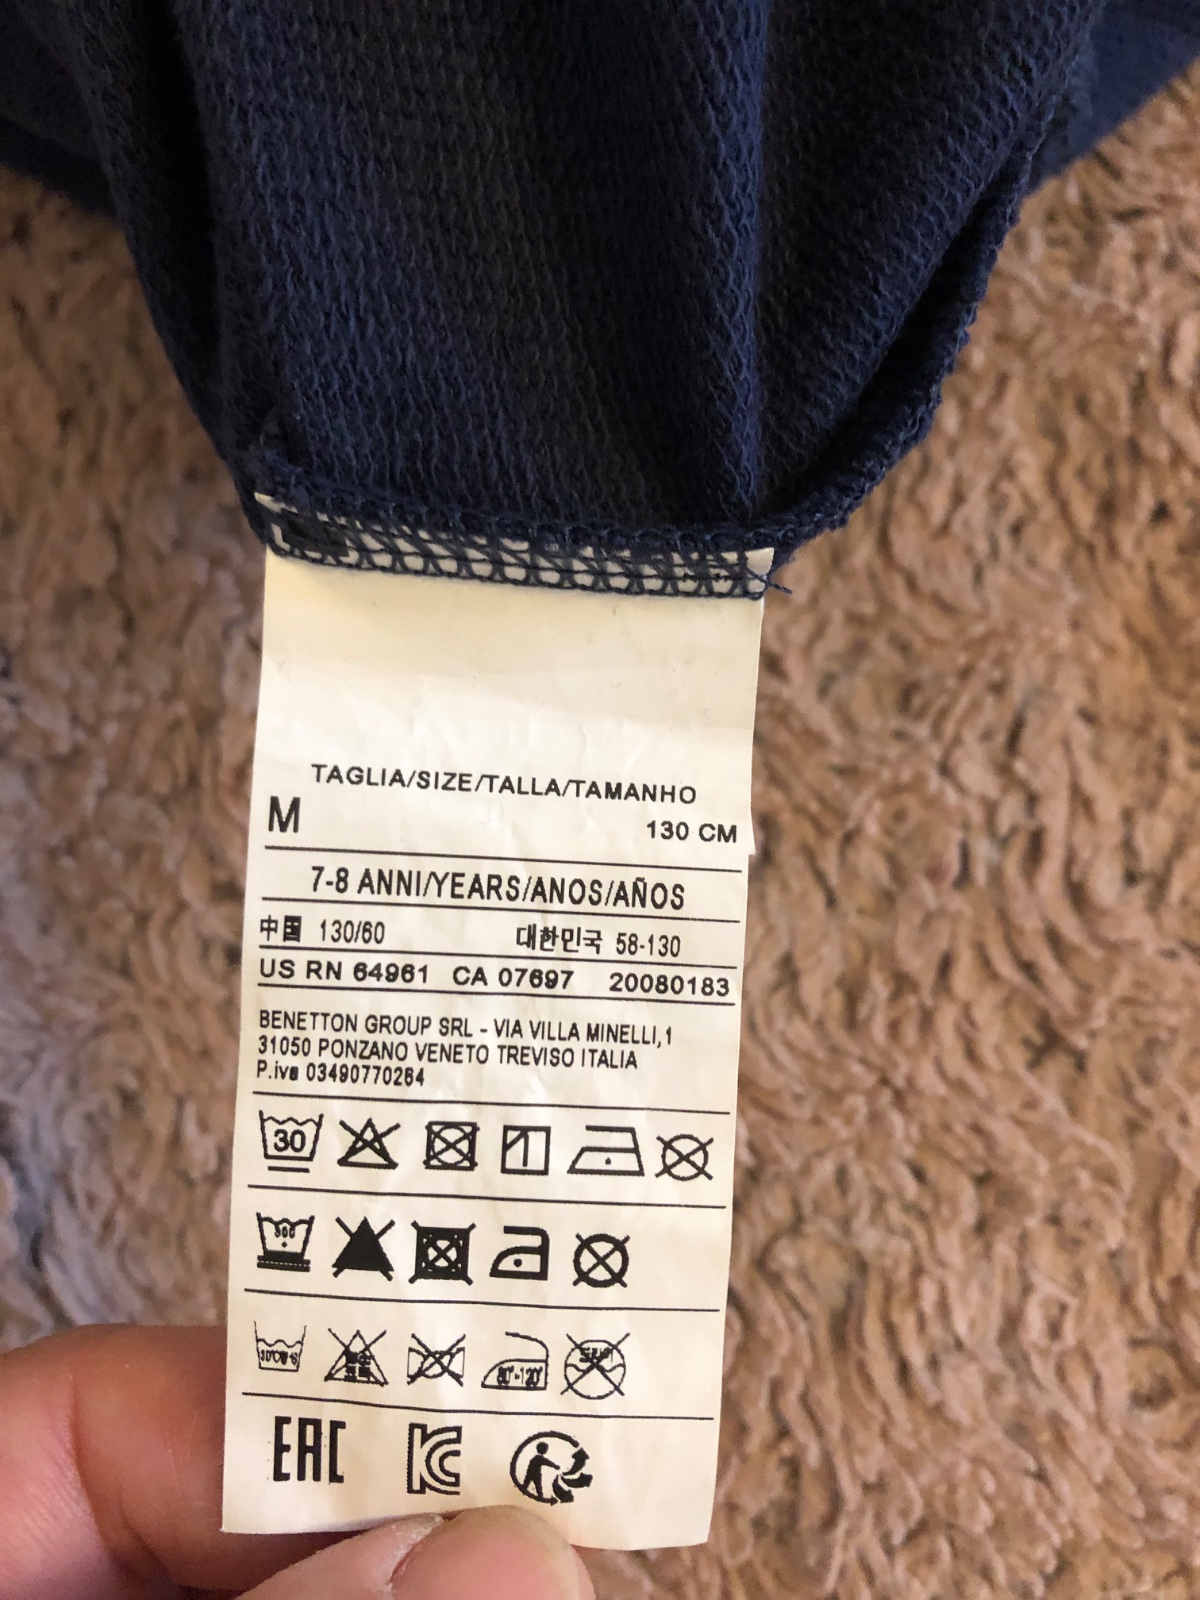 TAGLIA/SIZE/TALLA/TAMANHO
M 130 CM
7-8 ANNI/YEARS/ANOS/AÑOS
中国 130/60 대한민국 58-130
US RN 64961 CA 07697 20080183
BENETTON GROUP SRL - VIA VILLA MINELLI,1
31050 PONZANO VENETO TREVISO ITALIA
P.iva 03490770264
30
EAC KC